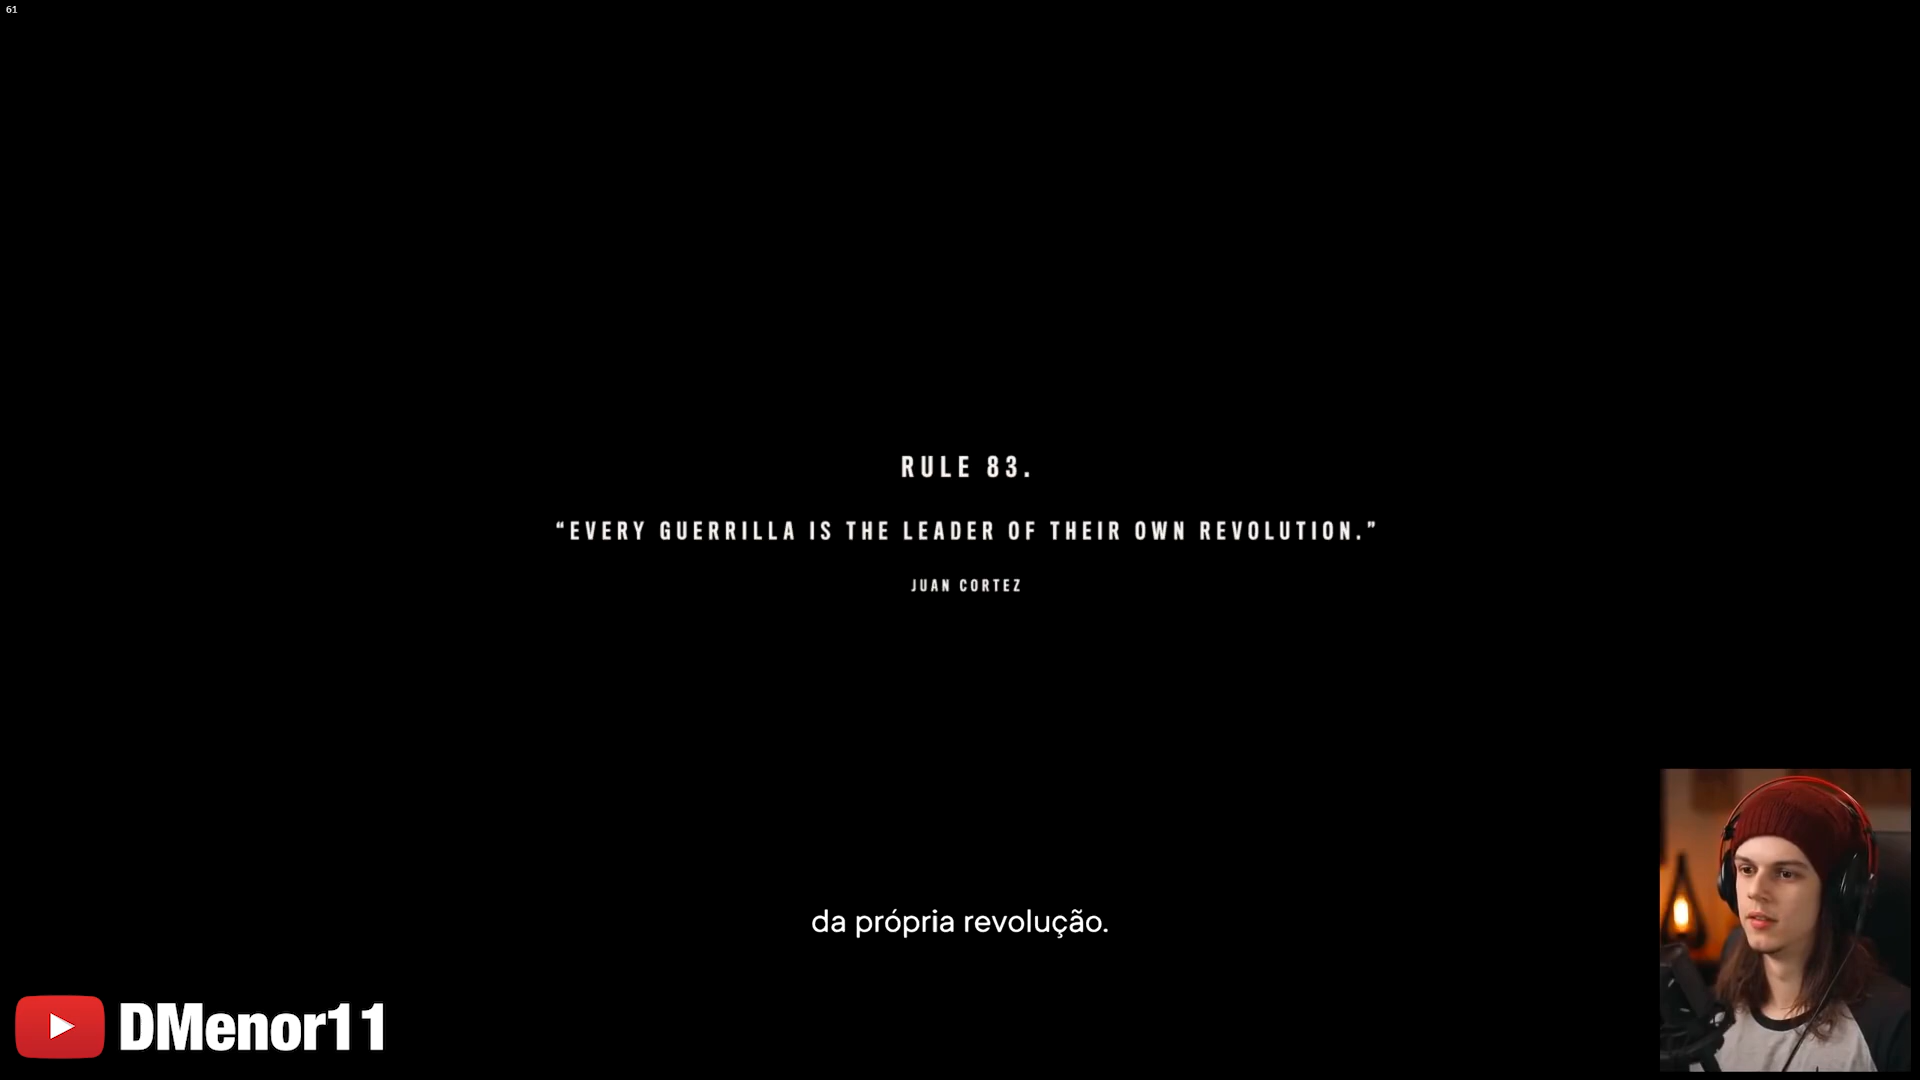 61
RULE 83.
“EVERY GUERRILLA IS THE LEADER OF THEIR OWN REVOLUTION.”
JUAN CORTEZ
da própria revolução.
DMenor11